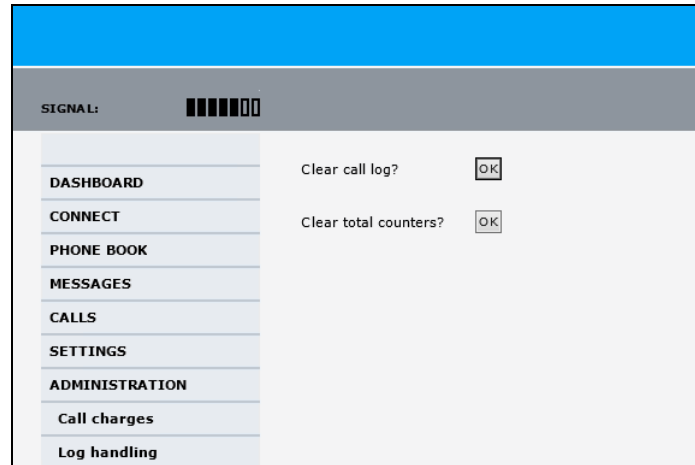 SIGNAL:
DASHBOARD
CONNECT
PHONE BOOK
MESSAGES
CALLS
SETTINGS
ADMINISTRATION
Call charges
Log handling
Clear call log? OK
Clear total counters? OK